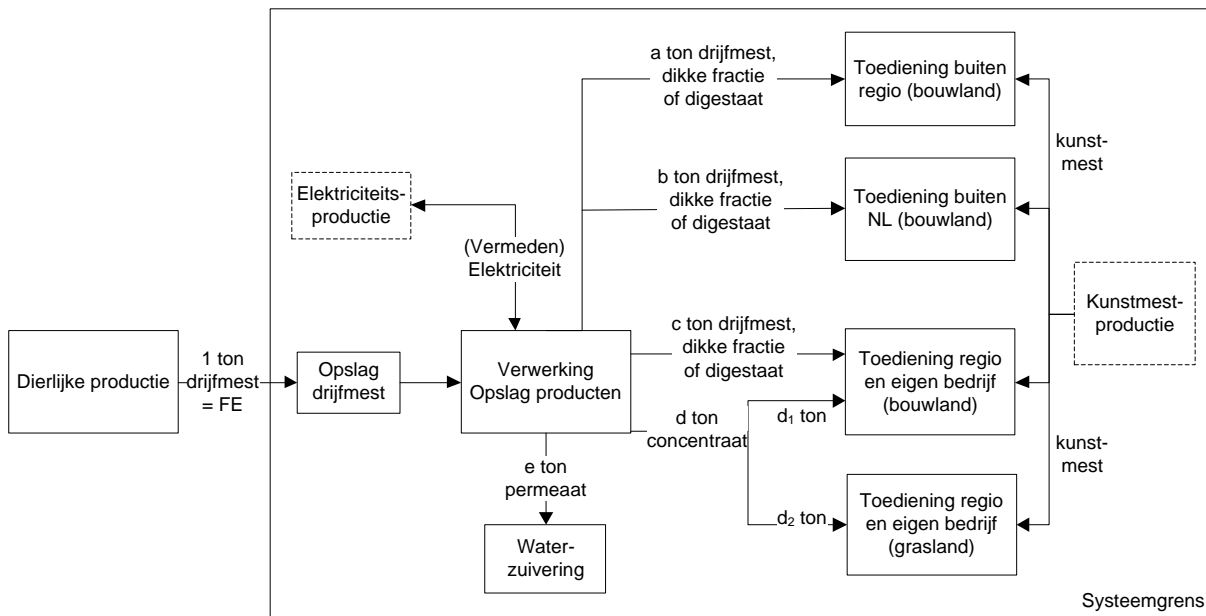 a ton drijfmest,
dikke fractie
of digestaat
Toediening buiten
regio (bouwland)
kunst-
mest
Elektriciteits-
productie
b ton drijfmest,
dikke fractie
of digestaat
Toediening buiten
NL (bouwland)
(Vermeden)
Elektriciteit
Kunstmest-
productie
Dierlijke productie
1 ton
drijfmest
= FE
Opslag
drijfmest
Verwerking
Opslag producten
c ton drijfmest,
dikke fractie
of digestaat
Toediening regio
en eigen bedrijf
(bouwland)
d ton
concentraat
d₁ ton
kunst-
mest
e ton
permeaat
d₂ ton
Toediening regio
en eigen bedrijf
(grasland)
Water-
zuivering
Systeemgrens